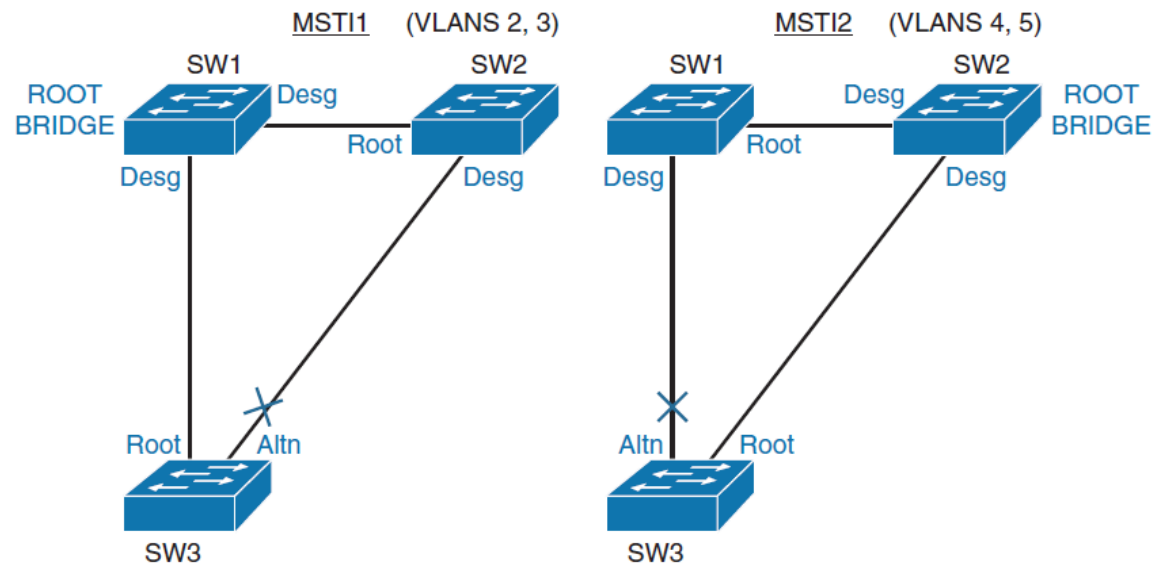 MSTI1 (VLANS 2, 3)
SW1
SW2
ROOT
BRIDGE
Desg
Root
Desg
Desg
Root
Altn
SW3
MSTI2 (VLANS 4, 5)
SW1
SW2
Desg
ROOT
BRIDGE
Root
Desg
Desg
Altn
Root
SW3